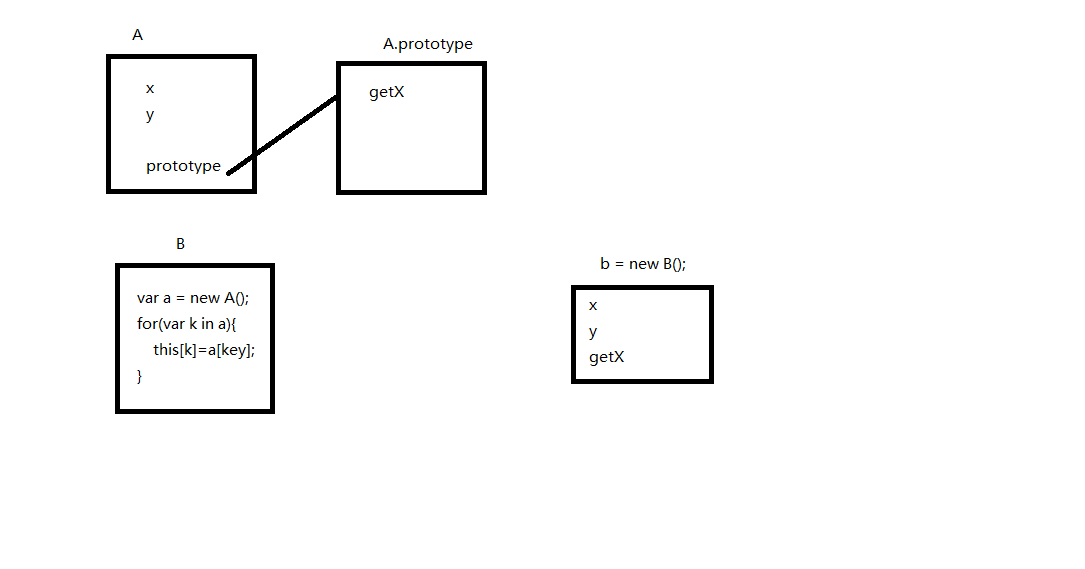 A
A.prototype
x
y
prototype
getX
B
var a = new A();
for(var k in a){
this[k]=a[key];
}
b = new B();
x
y
getX